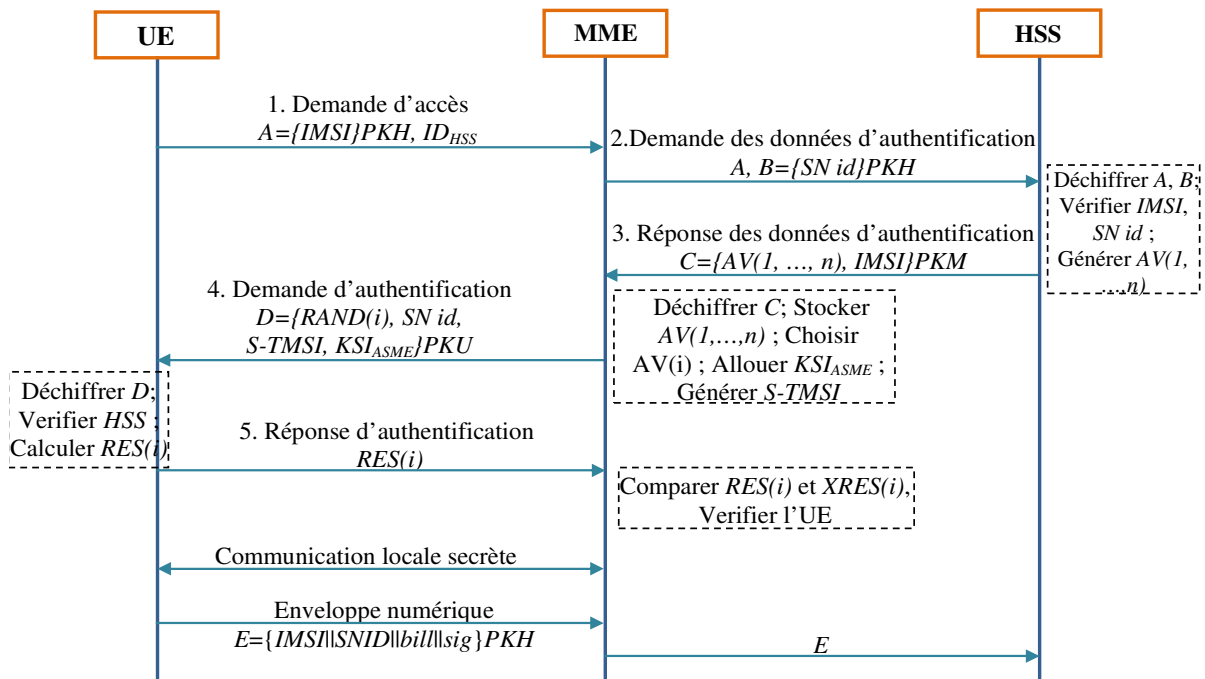 UE
MME
HSS
1. Demande d'accès
A={IMSI}PKH, ID_HSS
2.Demande des données d'authentification
A, B={SN id}PKH
Déchiffrer A, B;
Vérifier IMSI,
SN id ;
Générer AV(1,
…,n)
3. Réponse des données d'authentification
C={AV(1, …, n), IMSI}PKM
4. Demande d'authentification
D={RAND(i), SN id,
S-TMSI, KSI_ASME}PKU
Déchiffrer C; Stocker
AV(1,…,n) ; Choisir
AV(i) ; Allouer KSI_ASME ;
Générer S-TMSI
Déchiffrer D;
Verifier HSS ;
Calculer RES(i)
5. Réponse d'authentification
RES(i)
Comparer RES(i) et XRES(i),
Verifier l'UE
Communication locale secrète
Enveloppe numérique
E={IMSI||SNID||bill||sig}PKH
E